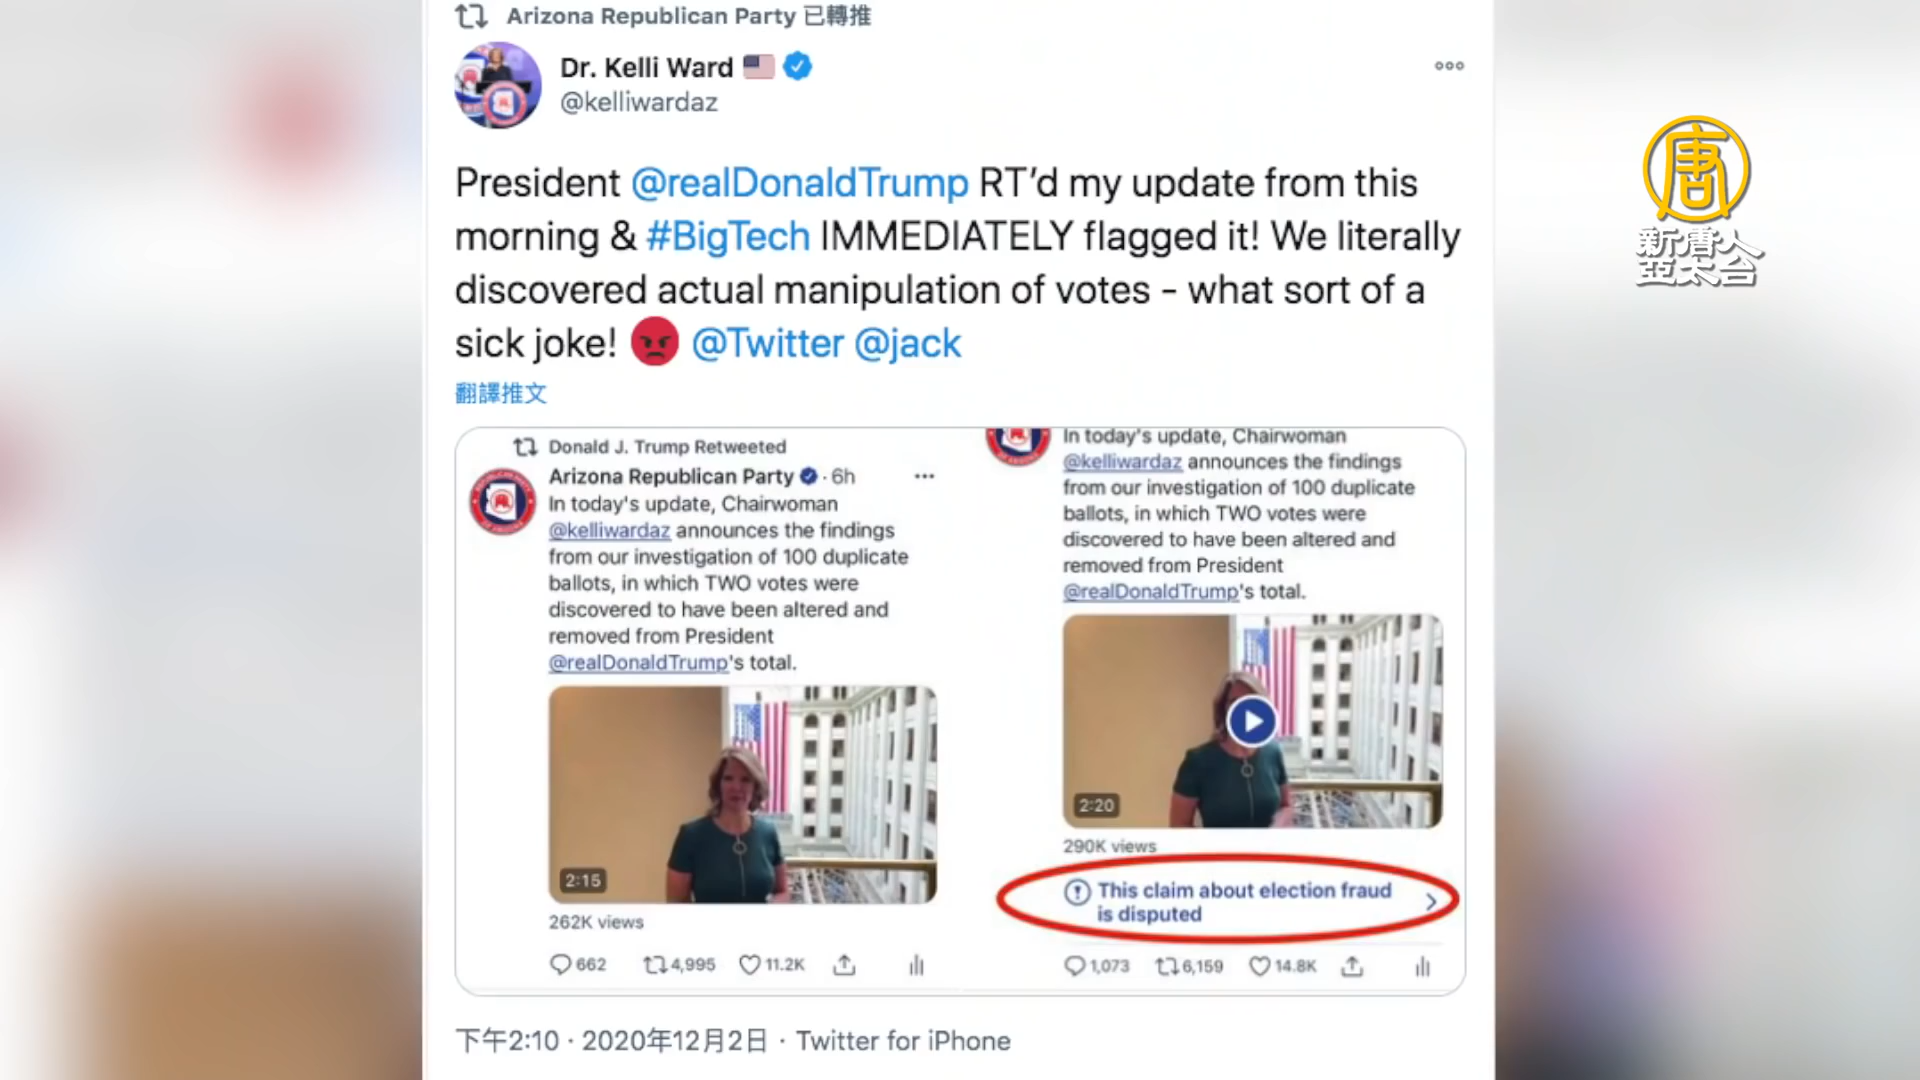 Arizona Republican Party 已轉推
Dr. Kelli Ward
@kelliwardaz
President @realDonaldTrump RT'd my update from this
morning & #BigTech IMMEDIATELY flagged it! We literally
discovered actual manipulation of votes - what sort of a
sick joke! @Twitter @jack
翻譯推文
Donald J. Trump Retweeted
Arizona Republican Party · 6h
In today's update, Chairwoman
@kelliwardaz announces the findings
from our investigation of 100 duplicate
ballots, in which TWO votes were
discovered to have been altered and
removed from President
@realDonaldTrump's total.
2:15
262K views
662 4,995 11.2K
In today's update, Chairwoman
@kelliwardaz announces the findings
from our investigation of 100 duplicate
ballots, in which TWO votes were
discovered to have been altered and
removed from President
@realDonaldTrump's total.
2:20
290K views
This claim about election fraud
is disputed
1,073 6,159 14.8K
下午2:10 · 2020年12月2日 · Twitter for iPhone
唐
新唐人
亞太台